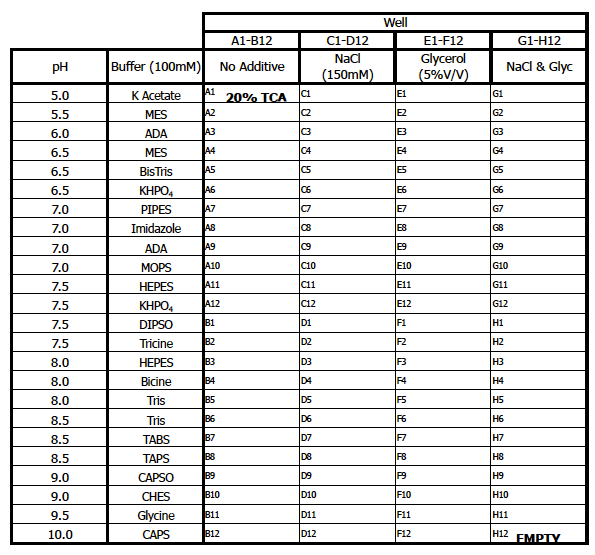 Well
A1-B12 C1-D12 E1-F12 G1-H12
pH Buffer (100mM) No Additive NaCl (150mM) Glycerol (5%V/V) NaCl & Glyc
5.0 K Acetate A1 20% TCA C1 E1 G1
5.5 MES A2 C2 E2 G2
6.0 ADA A3 C3 E3 G3
6.5 MES A4 C4 E4 G4
6.5 BisTris A5 C5 E5 G5
6.5 KHPO₄ A6 C6 E6 G6
7.0 PIPES A7 C7 E7 G7
7.0 Imidazole A8 C8 E8 G8
7.0 ADA A9 C9 E9 G9
7.0 MOPS A10 C10 E10 G10
7.5 HEPES A11 C11 E11 G11
7.5 KHPO₄ A12 C12 E12 G12
7.5 DIPSO B1 D1 F1 H1
7.5 Tricine B2 D2 F2 H2
8.0 HEPES B3 D3 F3 H3
8.0 Bicine B4 D4 F4 H4
8.0 Tris B5 D5 F5 H5
8.5 Tris B6 D6 F6 H6
8.5 TABS B7 D7 F7 H7
8.5 TAPS B8 D8 F8 H8
9.0 CAPSO B9 D9 F9 H9
9.0 CHES B10 D10 F10 H10
9.5 Glycine B11 D11 F11 H11
10.0 CAPS B12 D12 F12 H12 EMPTY